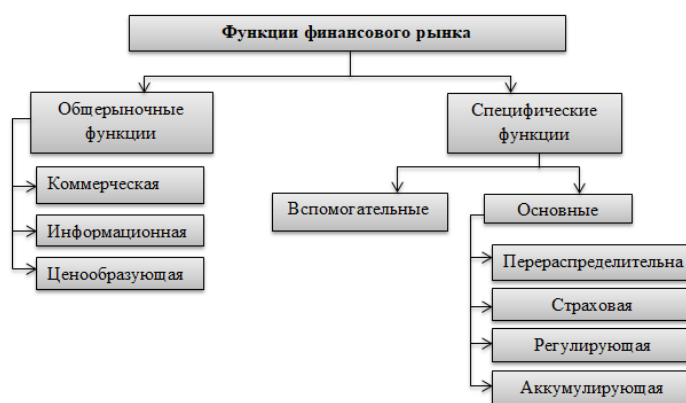 Функции финансового рынка
Общерыночные
функции
Коммерческая
Информационная
Ценообразующая
Специфические
функции
Вспомогательные
Основные
Перераспределительна
Страховая
Регулирующая
Аккумулирующая